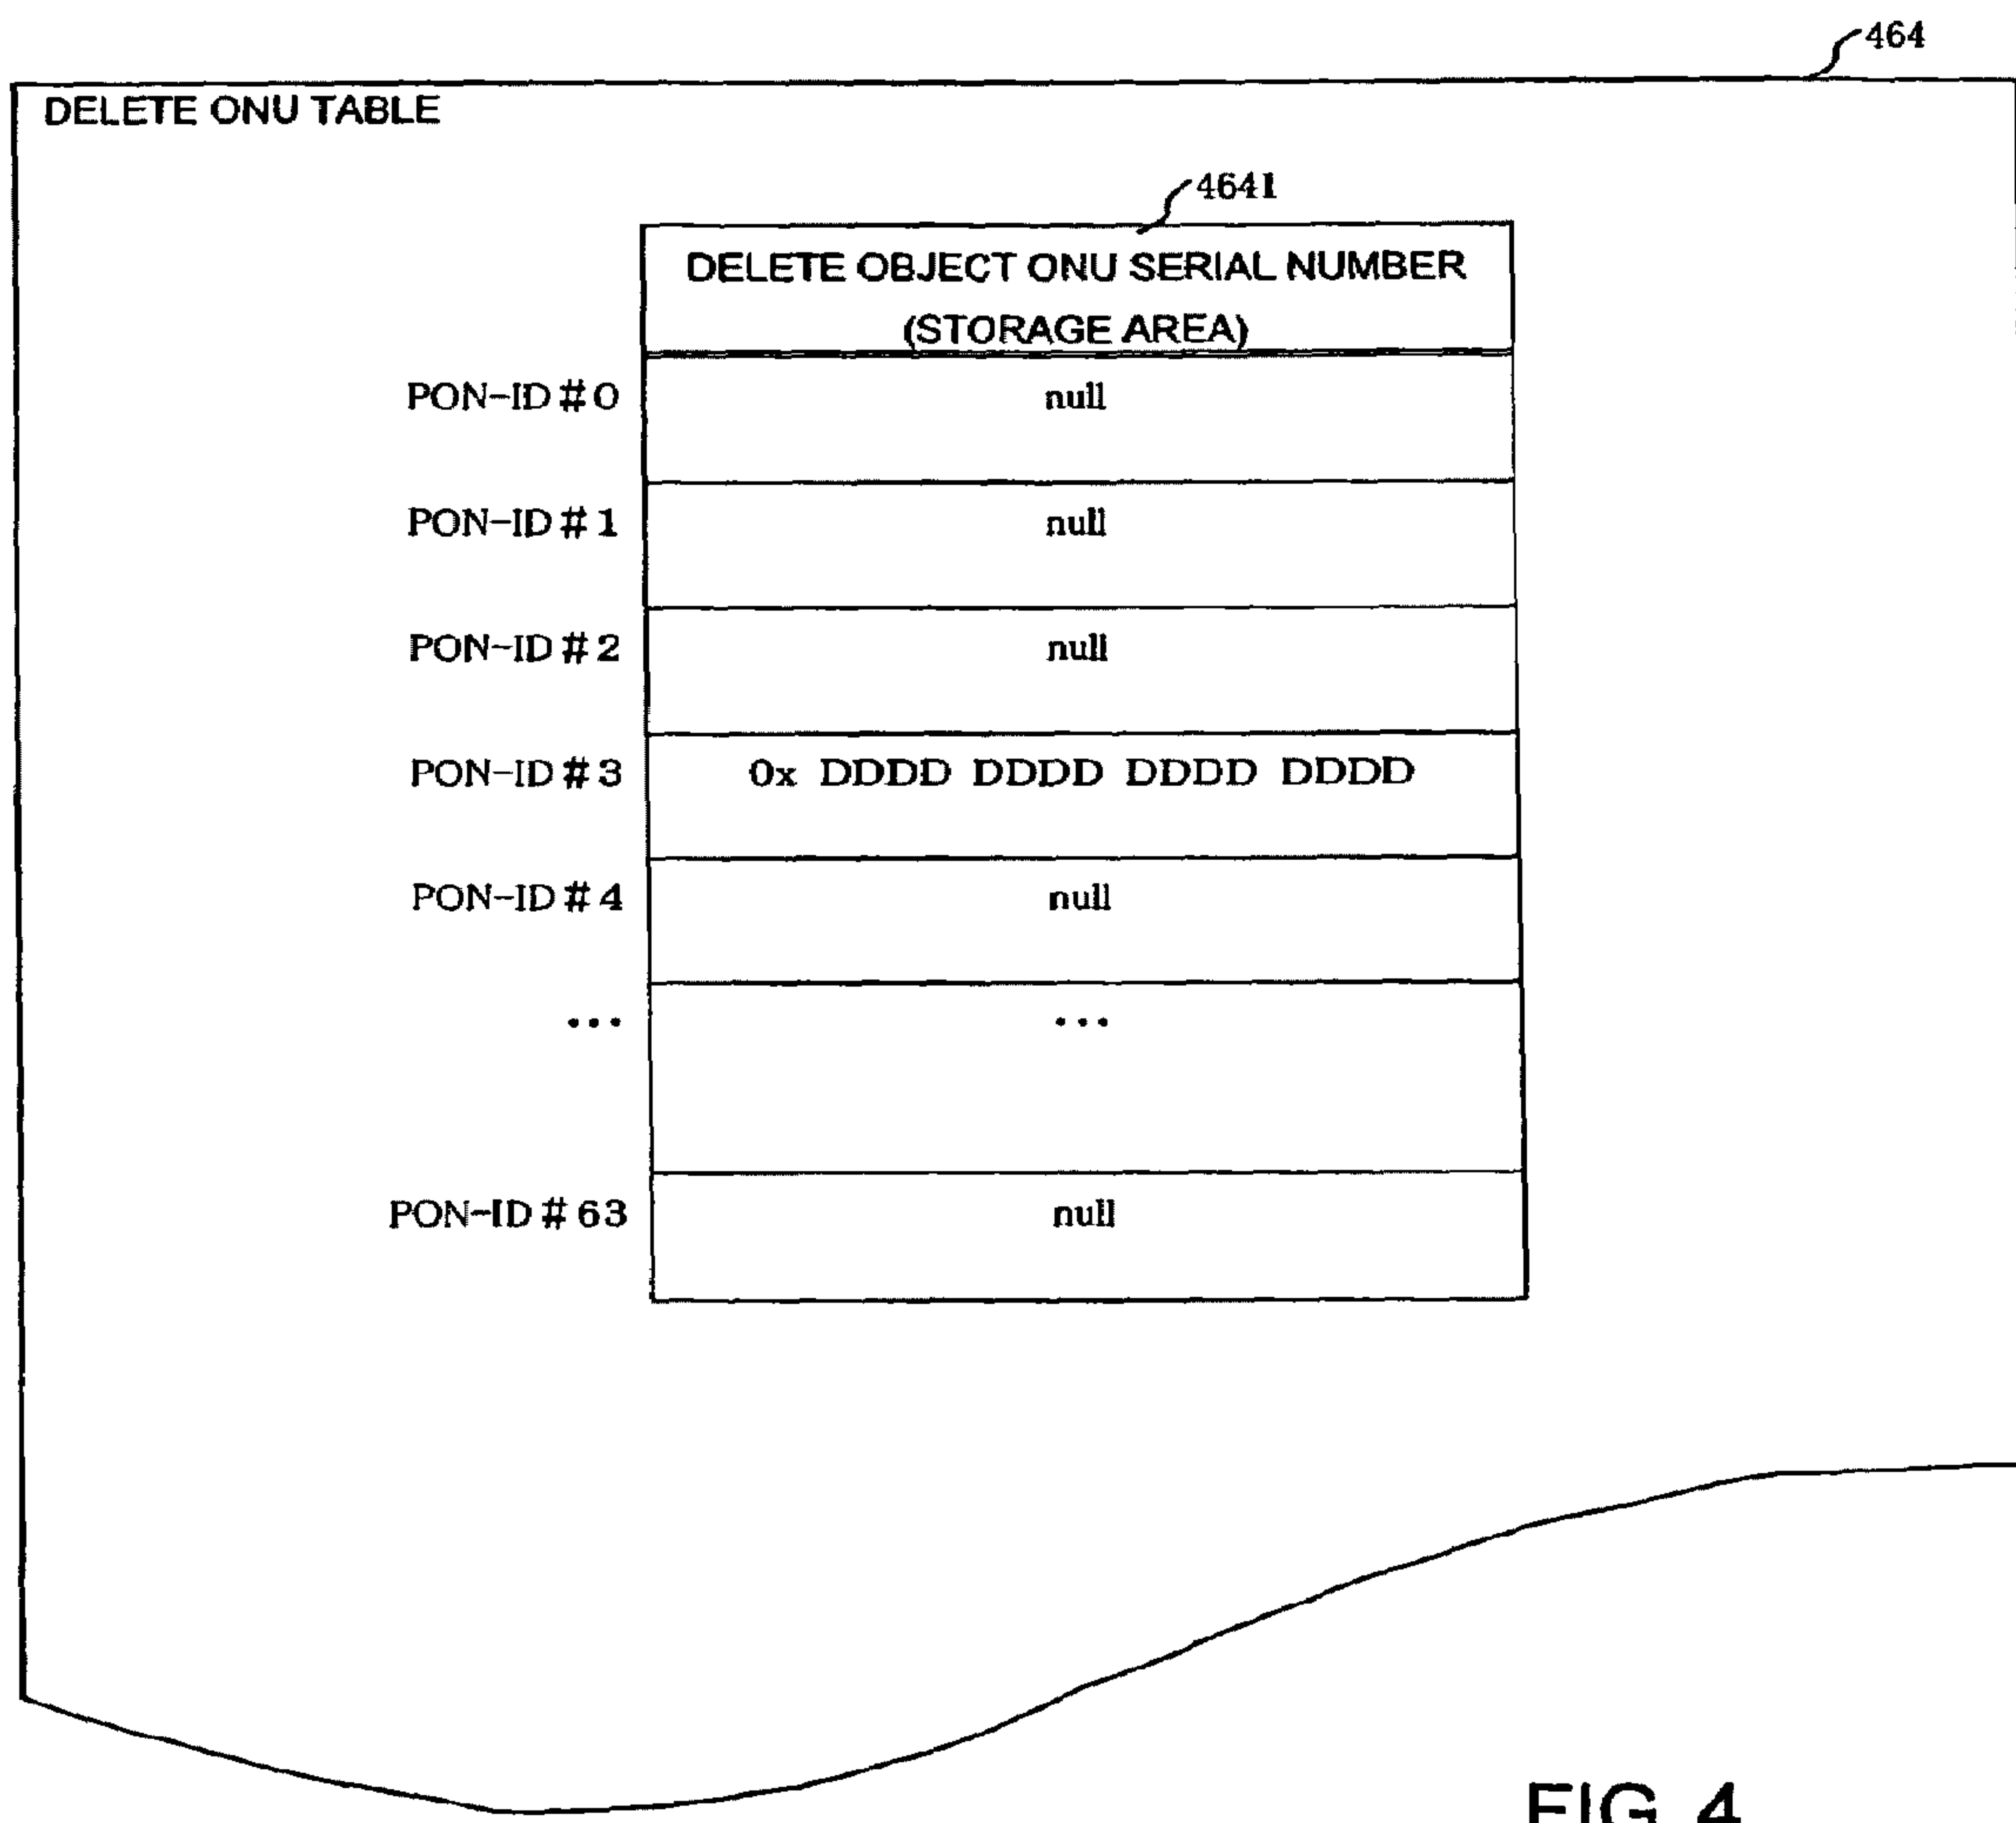 464
DELETE ONU TABLE
4641
DELETE OBJECT ONU SERIAL NUMBER
(STORAGE AREA)
PON-ID#0 null
PON-ID#1 null
PON-ID#2 null
PON-ID#3 0x DDDD DDDD DDDD DDDD
PON-ID#4 null
... ...
PON-ID#63 null
FIG. 4